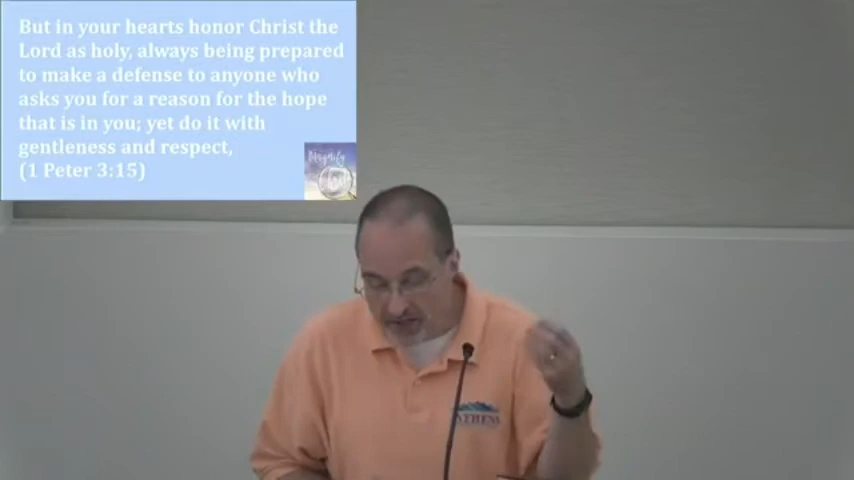 But in your hearts honor Christ the
Lord as holy, always being prepared
to make a defense to anyone who
asks you for a reason for the hope
that is in you; yet do it with
gentleness and respect,
(1 Peter 3:15)
Magnify